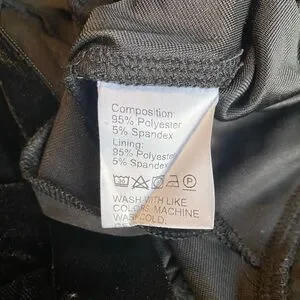 Composition:
95% Polyester
5% Spandex
Lining:
95% Polyester
5% Spandex
WASH WITH LIKE
COLORS. MACHINE
WASH COLD.